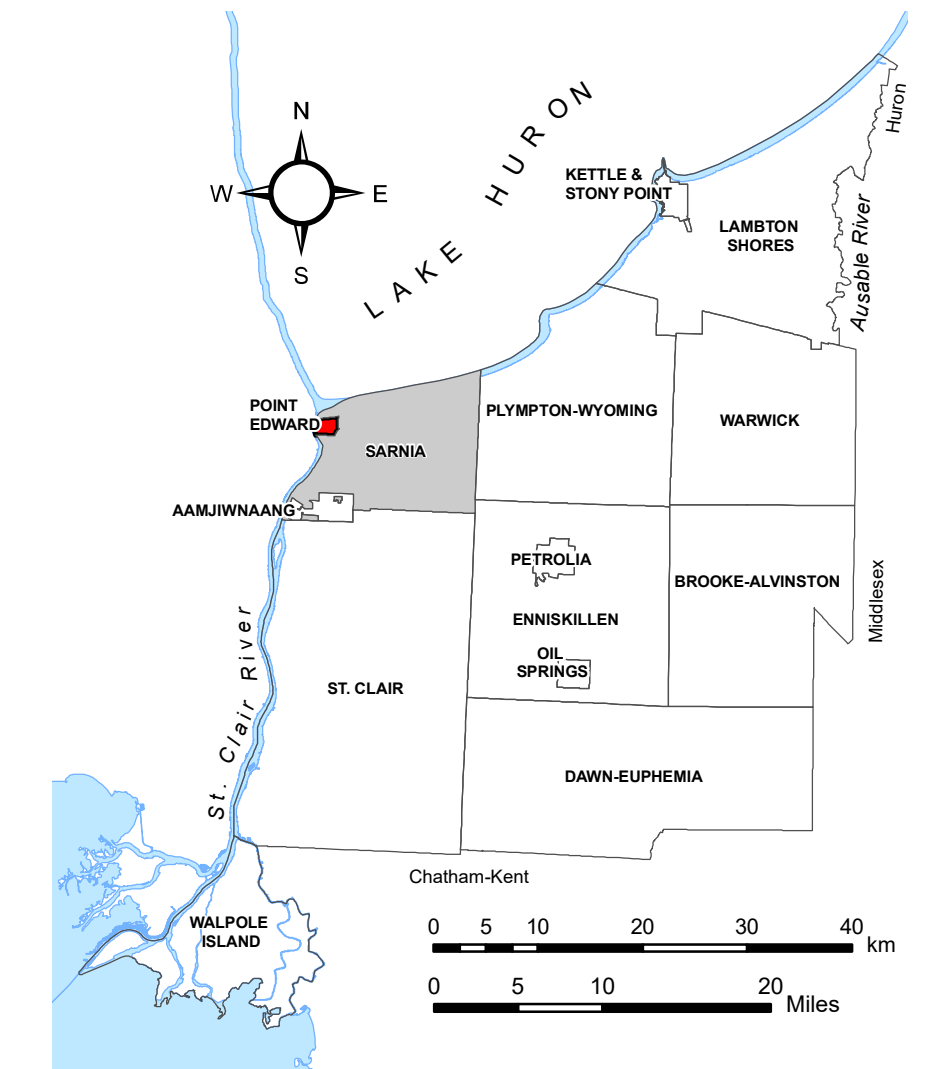 N
W
E
S
LAKE HURON
Huron
KETTLE &
STONY POINT
LAMBTON
SHORES
Ausable River
POINT
EDWARD
PLYMPTON-WYOMING
WARWICK
SARNIA
AAMJIWNAANG
PETROLIA
BROOKE-ALVINSTON
Middlesex
ENNISKILLEN
OIL
SPRINGS
ST. CLAIR
St. Clair River
DAWN-EUPHEMIA
Chatham-Kent
WALPOLE
ISLAND
0 5 10 20 30 40
km
0 5 10 20
Miles